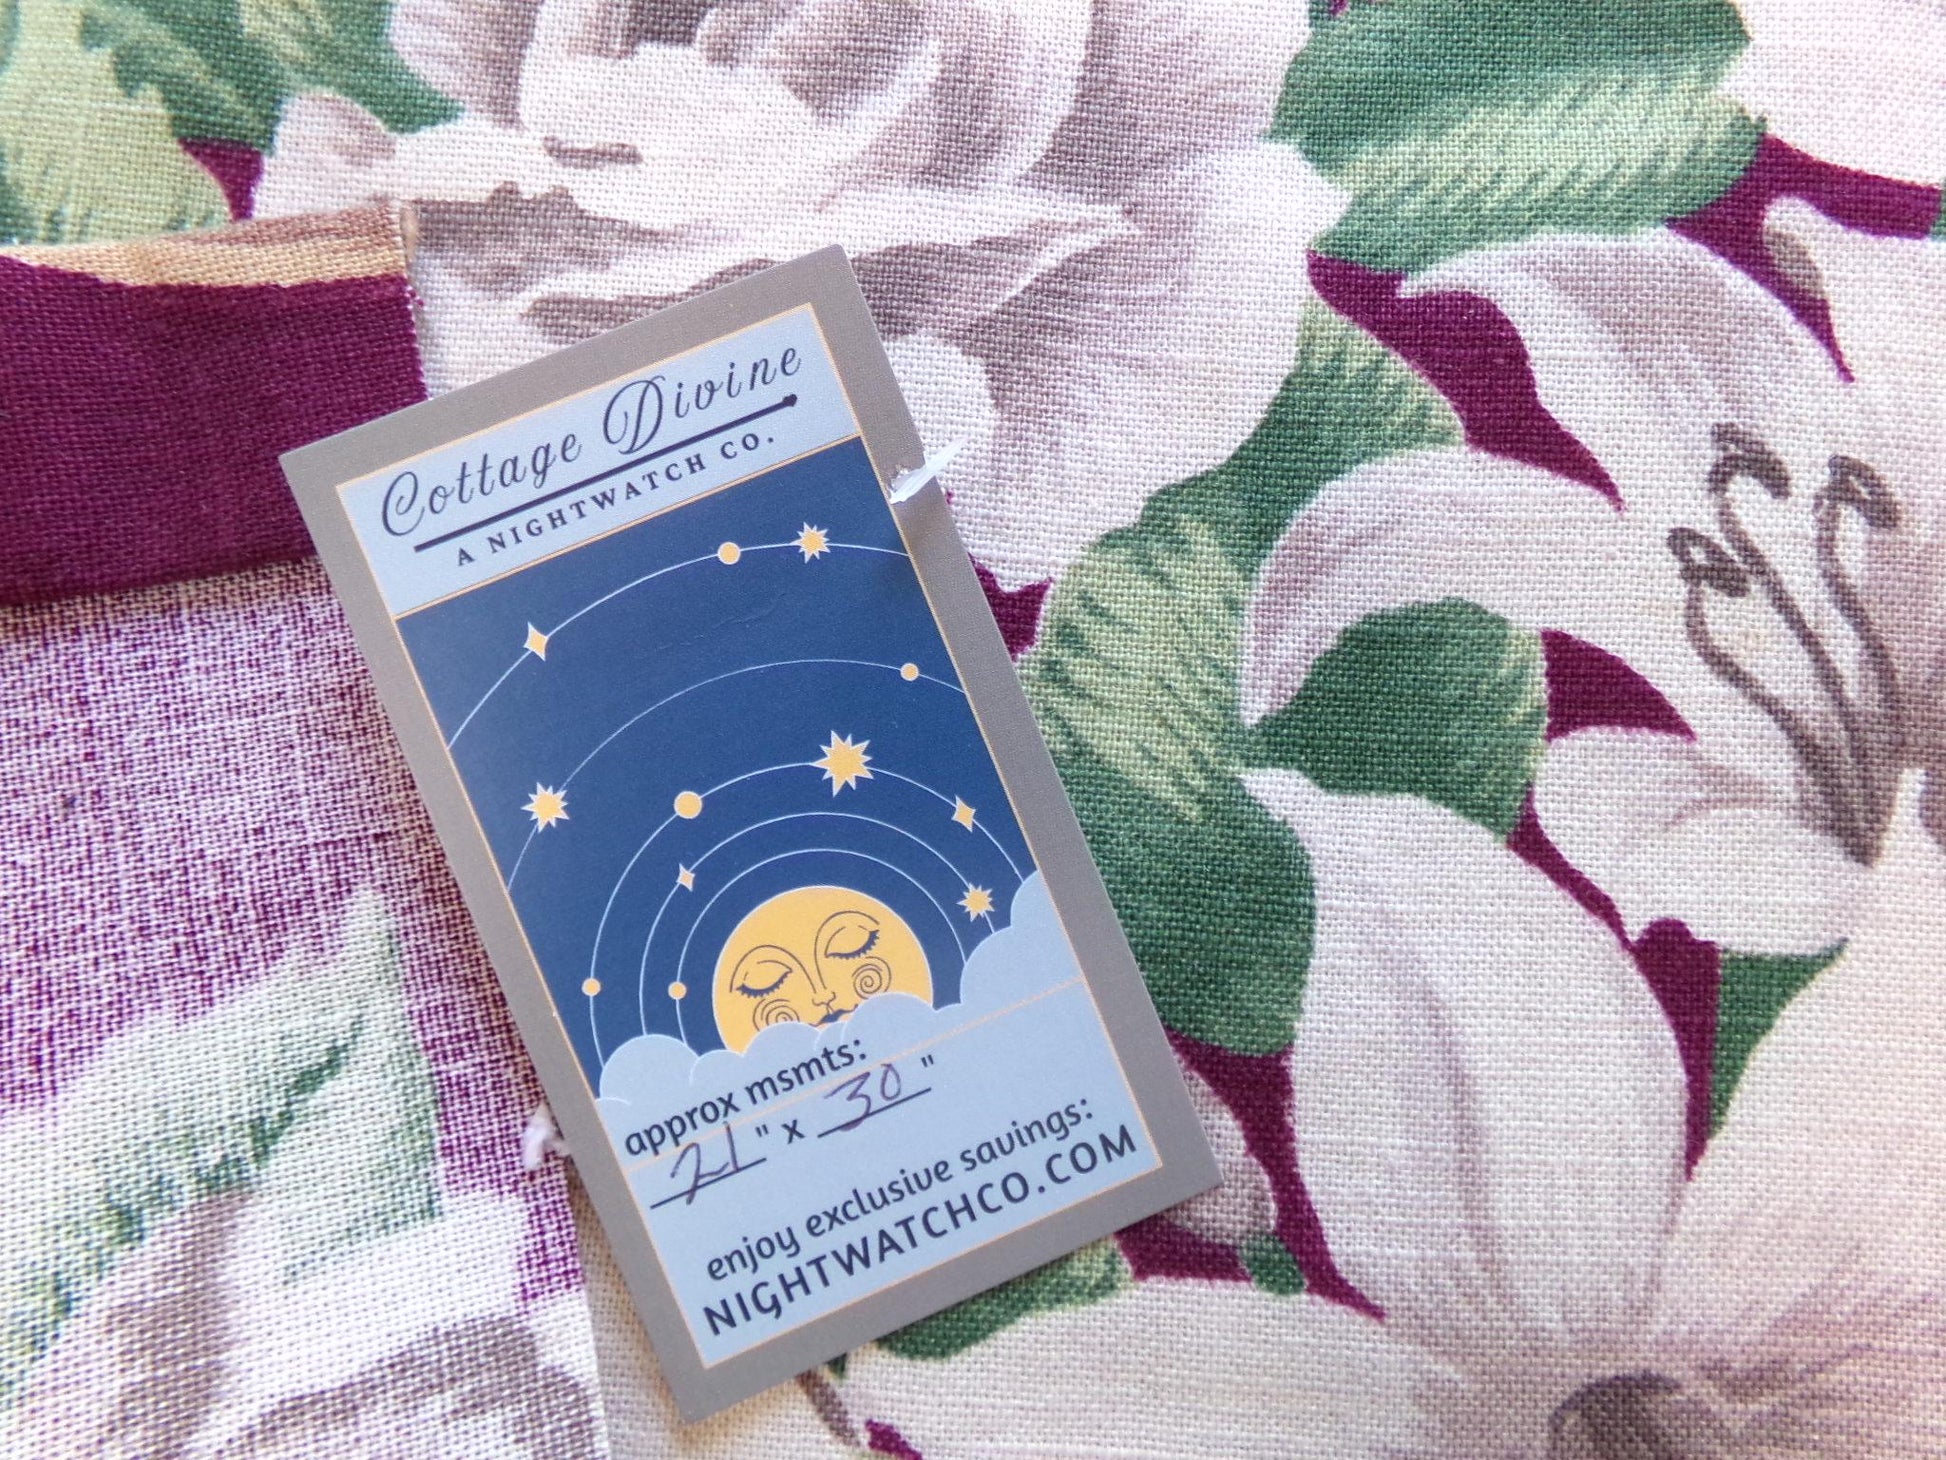 Cottage Divine
A NIGHTWATCH CO.
approx msmts:
21" x 30"
enjoy exclusive savings:
NIGHTWATCHCO.COM